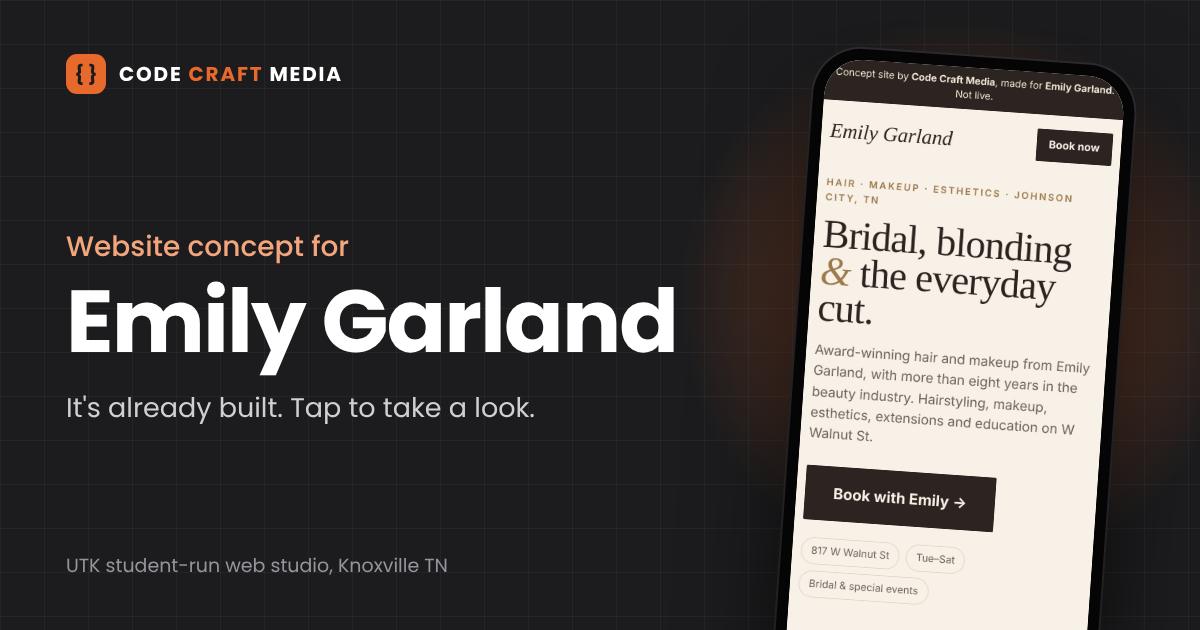 { } CODE CRAFT MEDIA
Website concept for
Emily Garland
It's already built. Tap to take a look.
UTK student-run web studio, Knoxville TN
Concept site by Code Craft Media, made for Emily Garland.
Not live.
Emily Garland
Book now
HAIR · MAKEUP · ESTHETICS · JOHNSON
CITY, TN
Bridal, blonding
& the everyday
cut.
Award-winning hair and makeup from Emily
Garland, with more than eight years in the
beauty industry. Hairstyling, makeup,
esthetics, extensions and education on W
Walnut St.
Book with Emily →
817 W Walnut St
Tue–Sat
Bridal & special events